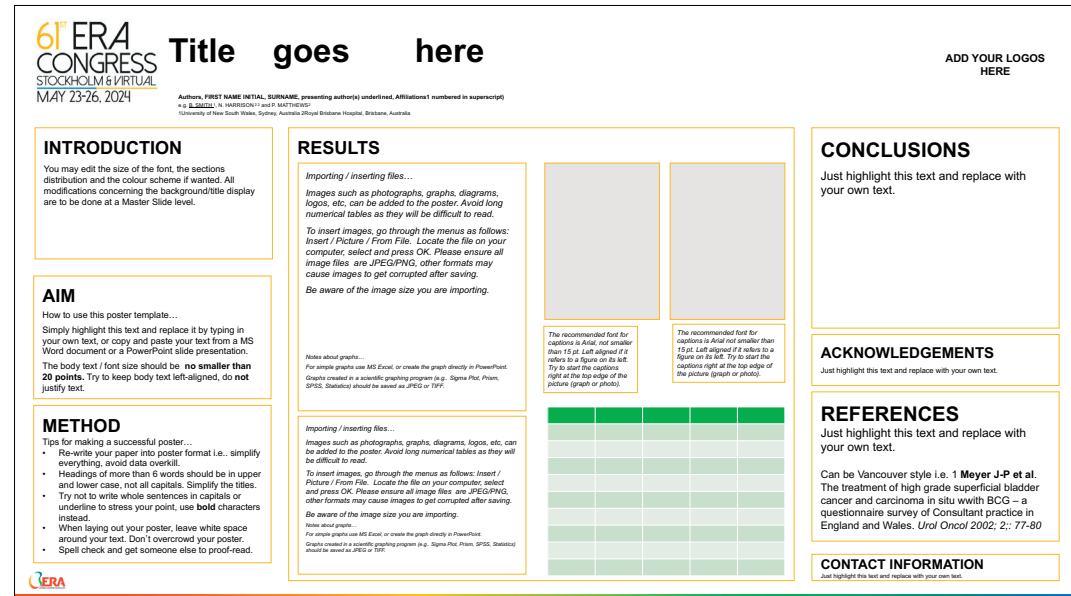 61ST ERA
CONGRESS
STOCKHOLM & VIRTUAL
MAY 23-26, 2024
Title goes here
ADD YOUR LOGOS
HERE
Authors, FIRST NAME INITIAL, SURNAME, presenting author(s) underlined, Affiliations1 numbered in superscript)
e.g. B. SMITH ¹, N. HARRISON² ³ and P. MATTHEWS²
1University of New South Wales, Sydney, Australia 2Royal Brisbane Hospital, Brisbane, Australia
INTRODUCTION
You may edit the size of the font, the sections
distribution and the colour scheme if wanted. All
modifications concerning the background/title display
are to be done at a Master Slide level.
AIM
How to use this poster template…
Simply highlight this text and replace it by typing in
your own text, or copy and paste your text from a MS
Word document or a PowerPoint slide presentation.
The body text / font size should be no smaller than
20 points. Try to keep body text left-aligned, do not
justify text.
METHOD
Tips for making a successful poster…
• Re-write your paper into poster format i.e.. simplify
everything, avoid data overkill.
• Headings of more than 6 words should be in upper
and lower case, not all capitals. Simplify the titles.
• Try not to write whole sentences in capitals or
underline to stress your point, use bold characters
instead.
• When laying out your poster, leave white space
around your text. Don`t overcrowd your poster.
• Spell check and get someone else to proof-read.
ERA
RESULTS
Importing / inserting files…
Images such as photographs, graphs, diagrams,
logos, etc, can be added to the poster. Avoid long
numerical tables as they will be difficult to read.
To insert images, go through the menus as follows:
Insert / Picture / From File. Locate the file on your
computer, select and press OK. Please ensure all
image files are JPEG/PNG, other formats may
cause images to get corrupted after saving.
Be aware of the image size you are importing.
Notes about graphs…
For simple graphs use MS Excel, or create the graph directly in PowerPoint.
Graphs created in a scientific graphing program (e.g.. Sigma Plot, Prism,
SPSS, Statistics) should be saved as JPEG or TIFF.
Importing / inserting files…
Images such as photographs, graphs, diagrams, logos, etc, can
be added to the poster. Avoid long numerical tables as they will
be difficult to read.
To insert images, go through the menus as follows: Insert /
Picture / From File. Locate the file on your computer, select
and press OK. Please ensure all image files are JPEG/PNG,
other formats may cause images to get corrupted after saving.
Be aware of the image size you are importing.
Notes about graphs…
For simple graphs use MS Excel, or create the graph directly in PowerPoint.
Graphs created in a scientific graphing program (e.g.. Sigma Plot, Prism, SPSS, Statistics)
should be saved as JPEG or TIFF.
The recommended font for
captions is Arial, not smaller
than 15 pt. Left aligned if it
refers to a figure on its left.
Try to start the captions
right at the top edge of the
picture (graph or photo).
The recommended font for
captions is Arial not smaller
than 15 pt. Left aligned if it
refers to a figure on its left.
Try to start the captions
right at the top edge of
the picture (graph or photo).
CONCLUSIONS
Just highlight this text and replace with
your own text.
ACKNOWLEDGEMENTS
Just highlight this text and replace with your own text.
REFERENCES
Just highlight this text and replace with
your own text.
Can be Vancouver style i.e. 1 Meyer J-P et al.
The treatment of high grade superficial bladder
cancer and carcinoma in situ wwith BCG – a
questionnaire survey of Consultant practice in
England and Wales. Urol Oncol 2002; 2;: 77-80
CONTACT INFORMATION
Just highlight this text and replace with your own text.